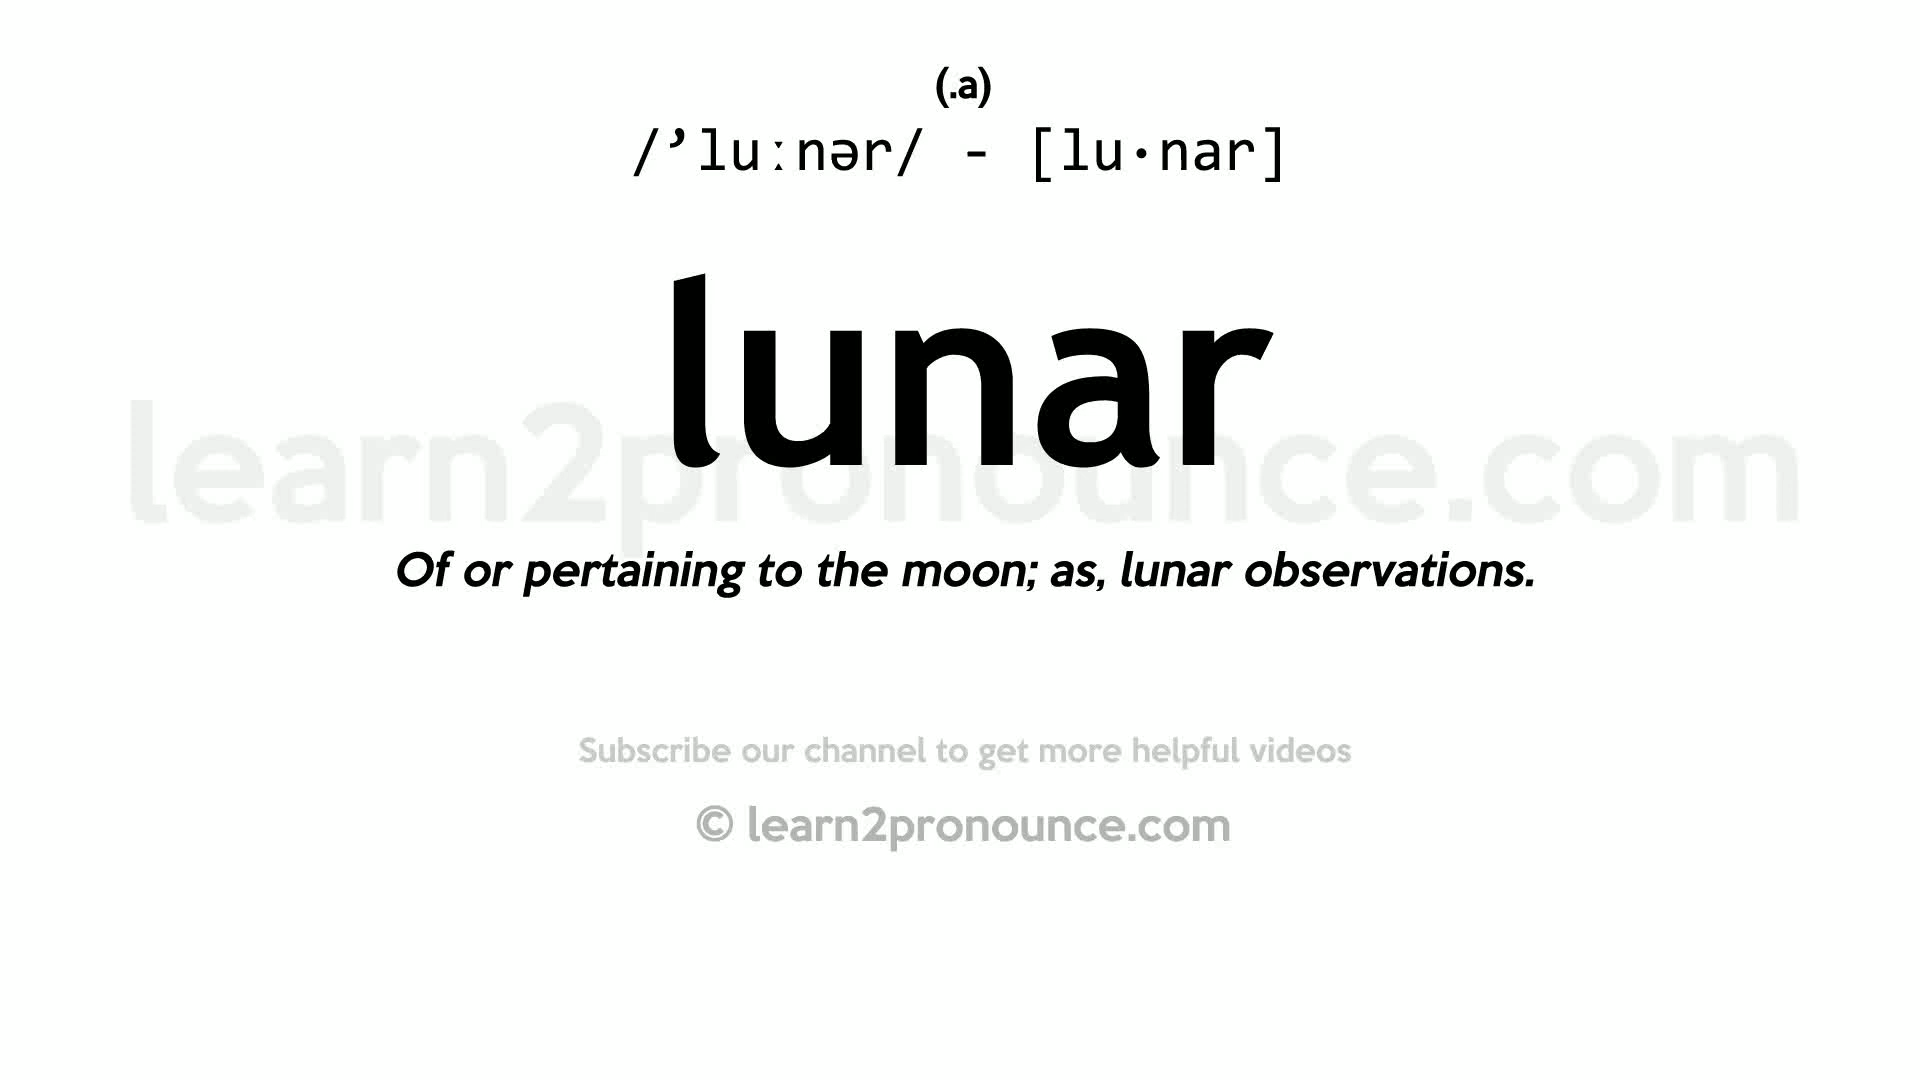 (.a)
/’luːnər/ - [lu·nar]
lunar
learn2pronounce.com
Of or pertaining to the moon; as, lunar observations.
Subscribe our channel to get more helpful videos
© learn2pronounce.com